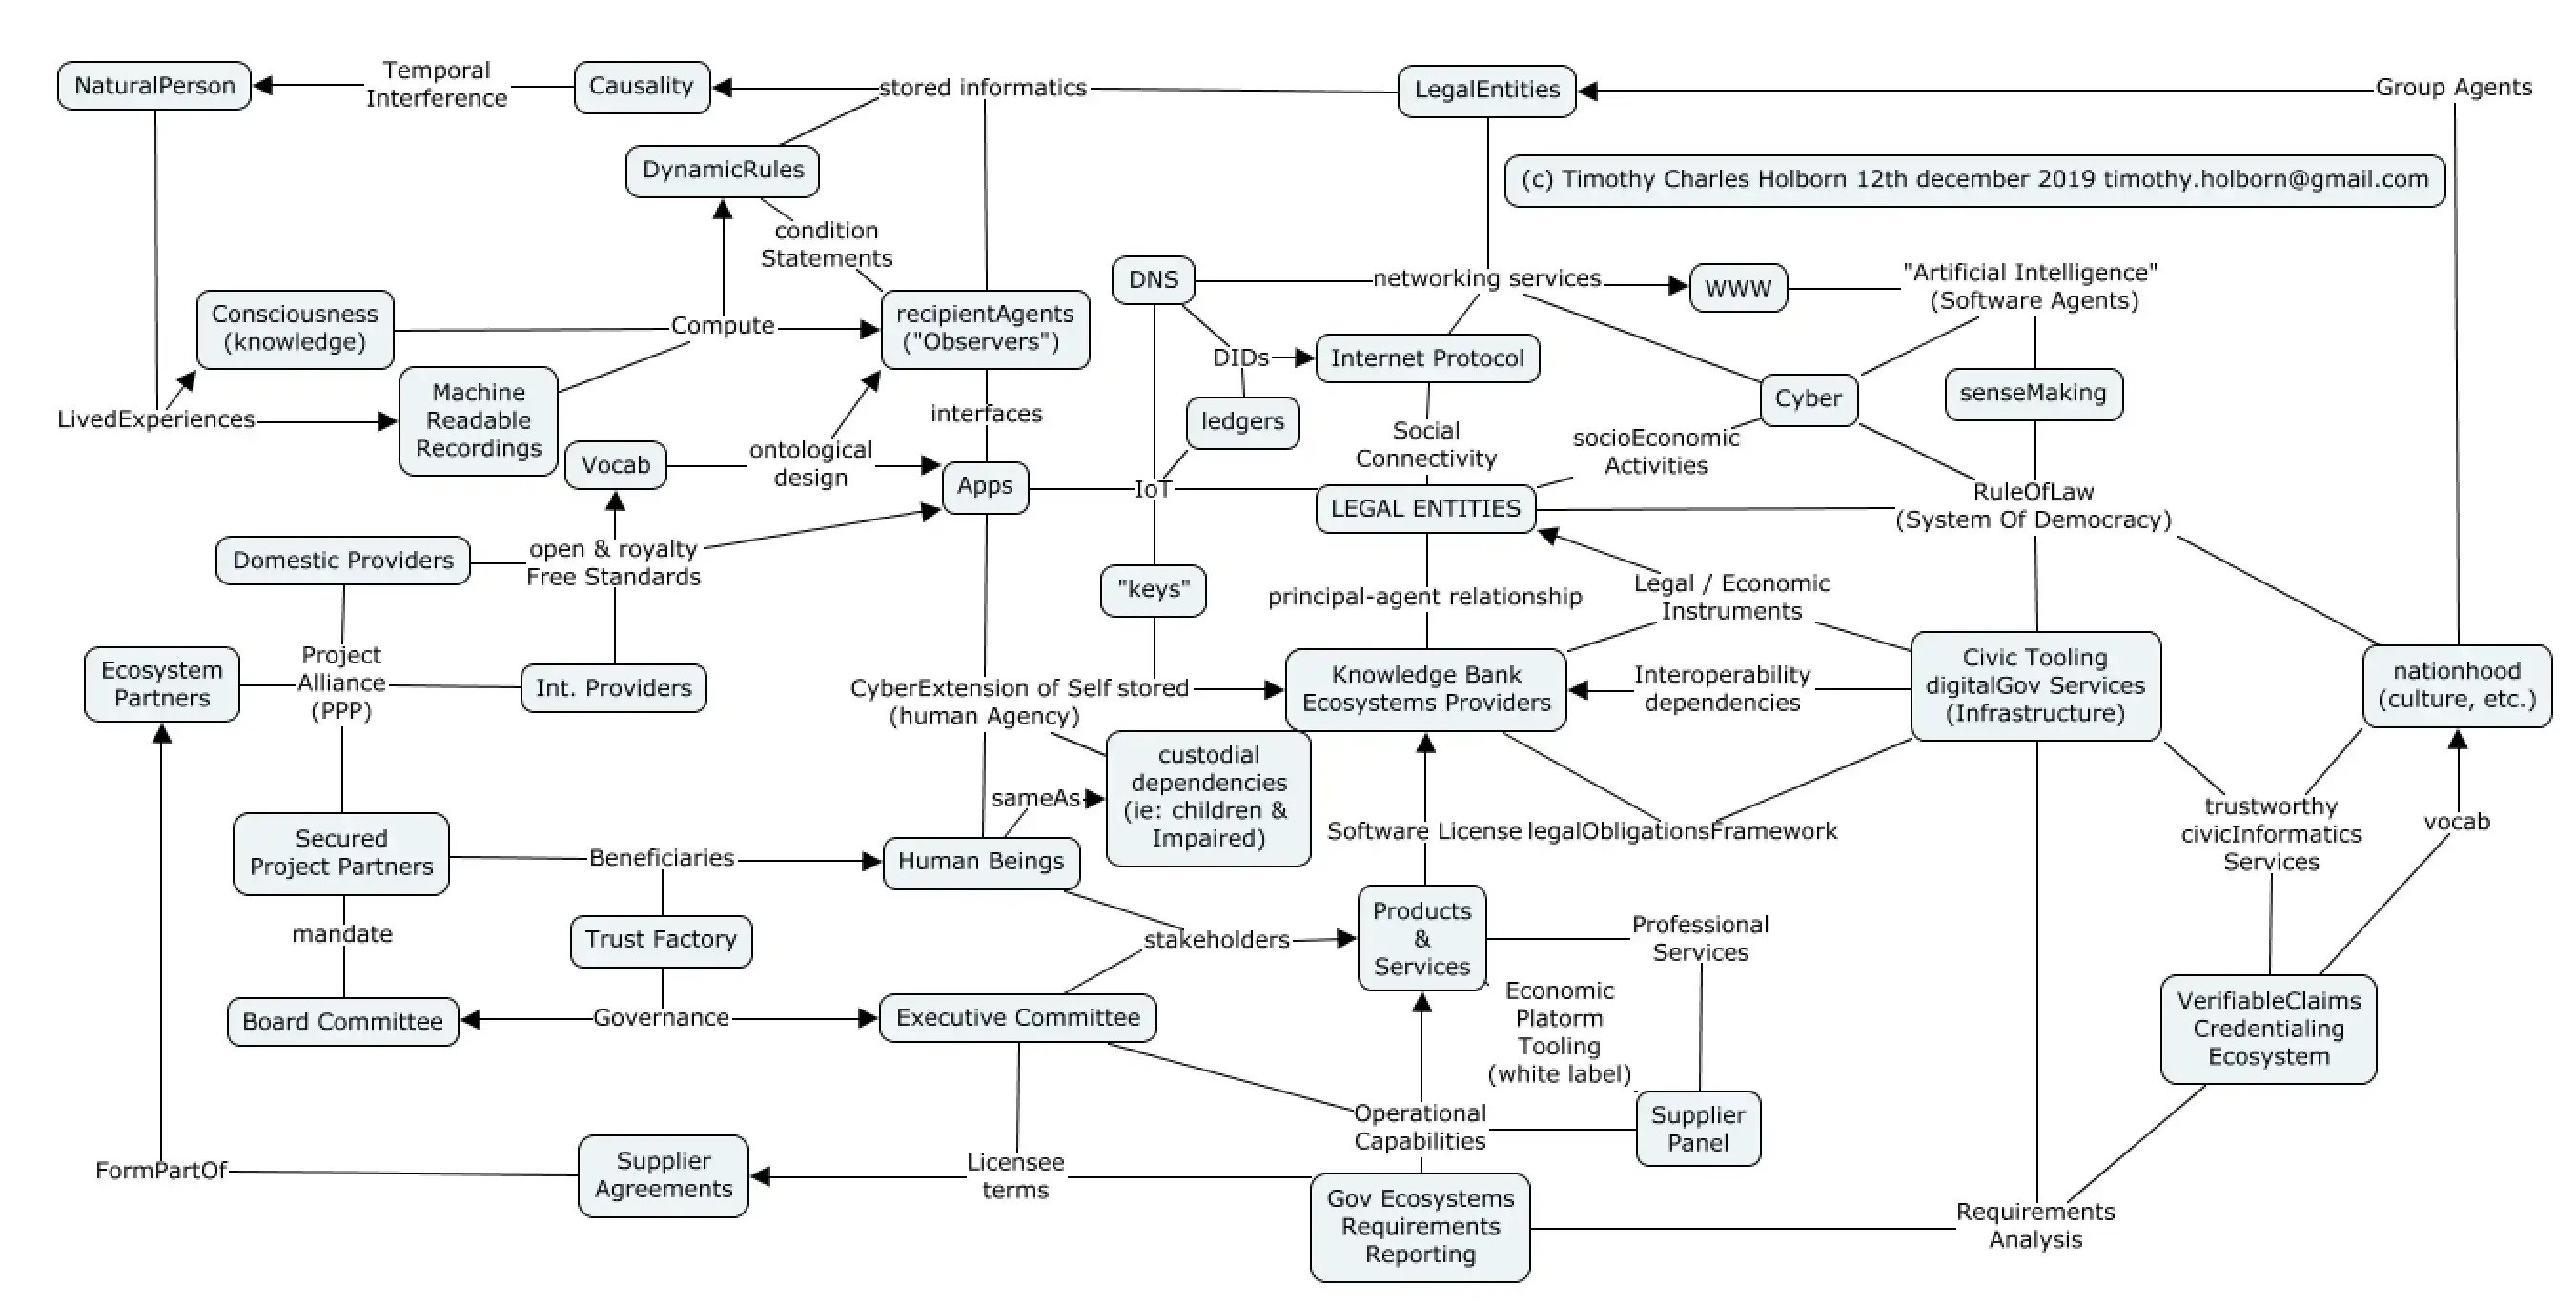 NaturalPerson
Temporal
Interference
Causality
stored informatics
LegalEntities
Group Agents
DynamicRules
(c) Timothy Charles Holborn 12th december 2019 timothy.holborn@gmail.com
condition
Statements
DNS
networking services
WWW
"Artificial Intelligence"
(Software Agents)
Consciousness
(knowledge)
Compute
recipientAgents
("Observers")
DIDs
Internet Protocol
Machine
Readable
Recordings
LivedExperiences
interfaces
ledgers
Cyber
senseMaking
Social
Connectivity
socioEconomic
Activities
Vocab
ontological
design
Apps
IoT
LEGAL ENTITIES
RuleOfLaw
(System Of Democracy)
Domestic Providers
open & royalty
Free Standards
"keys"
principal-agent relationship
Legal / Economic
Instruments
Ecosystem
Partners
Project
Alliance
(PPP)
Int. Providers
CyberExtension of Self
(human Agency)
stored
Knowledge Bank
Ecosystems Providers
Interoperability
dependencies
Civic Tooling
digitalGov Services
(Infrastructure)
nationhood
(culture, etc.)
custodial
dependencies
(ie: children &
Impaired)
sameAs
Software License
legalObligationsFramework
trustworthy
civicInformatics
Services
vocab
Secured
Project Partners
Beneficiaries
Human Beings
mandate
Trust Factory
stakeholders
Products
&
Services
Professional
Services
Board Committee
Governance
Executive Committee
Economic
Platorm
Tooling
(white label)
VerifiableClaims
Credentialing
Ecosystem
Operational
Capabilities
Supplier
Panel
FormPartOf
Supplier
Agreements
Licensee
terms
Gov Ecosystems
Requirements
Reporting
Requirements
Analysis